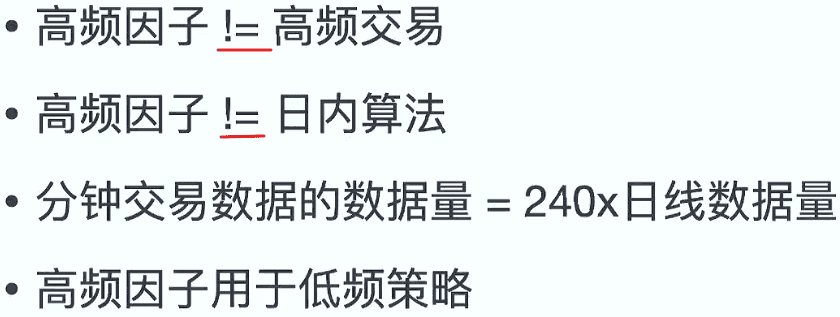 • 高频因子 != 高频交易
• 高频因子 != 日内算法
• 分钟交易数据的数据量 = 240x日线数据量
• 高频因子用于低频策略